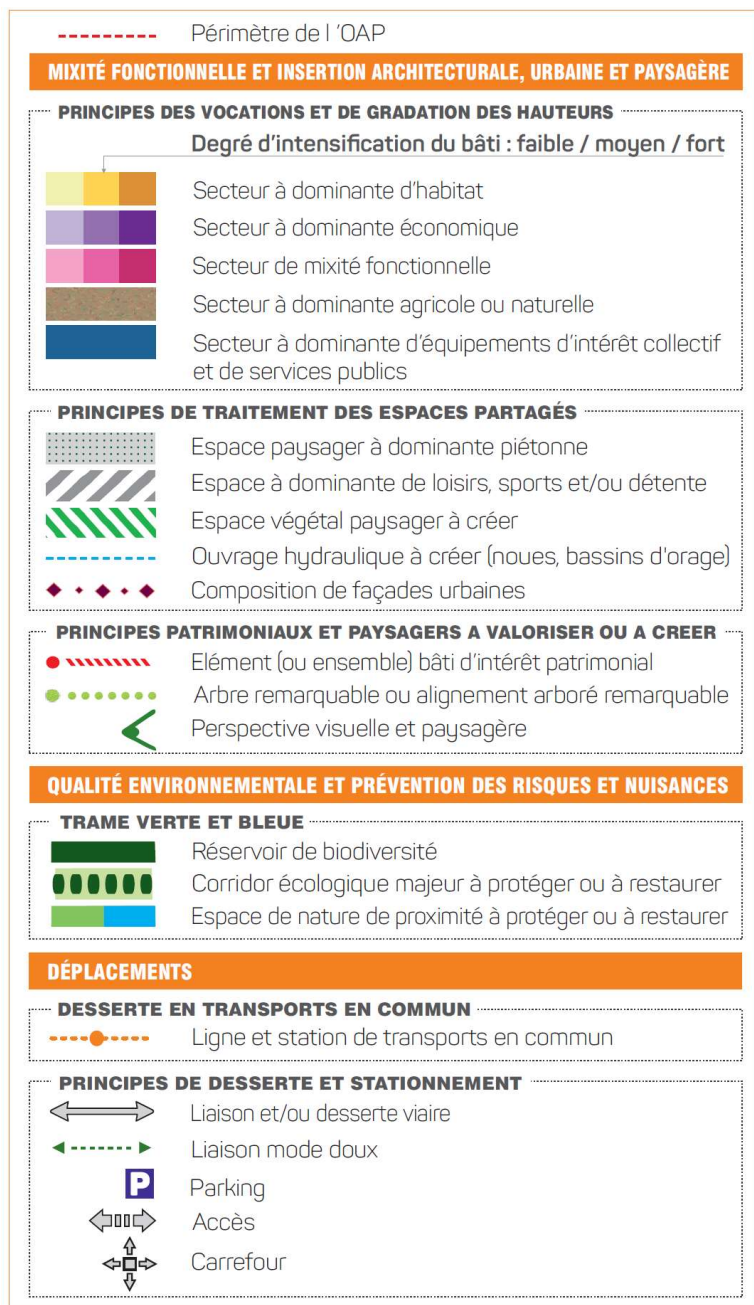 Périmètre de l 'OAP
MIXITÉ FONCTIONNELLE ET INSERTION ARCHITECTURALE, URBAINE ET PAYSAGÈRE
PRINCIPES DES VOCATIONS ET DE GRADATION DES HAUTEURS
Degré d'intensification du bâti : faible / moyen / fort
Secteur à dominante d'habitat
Secteur à dominante économique
Secteur de mixité fonctionnelle
Secteur à dominante agricole ou naturelle
Secteur à dominante d'équipements d'intérêt collectif
et de services publics
PRINCIPES DE TRAITEMENT DES ESPACES PARTAGÉS
Espace paysager à dominante piétonne
Espace à dominante de loisirs, sports et/ou détente
Espace végétal paysager à créer
Ouvrage hydraulique à créer (noues, bassins d'orage)
Composition de façades urbaines
PRINCIPES PATRIMONIAUX ET PAYSAGERS A VALORISER OU A CREER
Elément (ou ensemble) bâti d'intérêt patrimonial
Arbre remarquable ou alignement arboré remarquable
Perspective visuelle et paysagère
QUALITÉ ENVIRONNEMENTALE ET PRÉVENTION DES RISQUES ET NUISANCES
TRAME VERTE ET BLEUE
Réservoir de biodiversité
Corridor écologique majeur à protéger ou à restaurer
Espace de nature de proximité à protéger ou à restaurer
DÉPLACEMENTS
DESSERTE EN TRANSPORTS EN COMMUN
Ligne et station de transports en commun
PRINCIPES DE DESSERTE ET STATIONNEMENT
Liaison et/ou desserte viaire
Liaison mode doux
P Parking
Accès
Carrefour